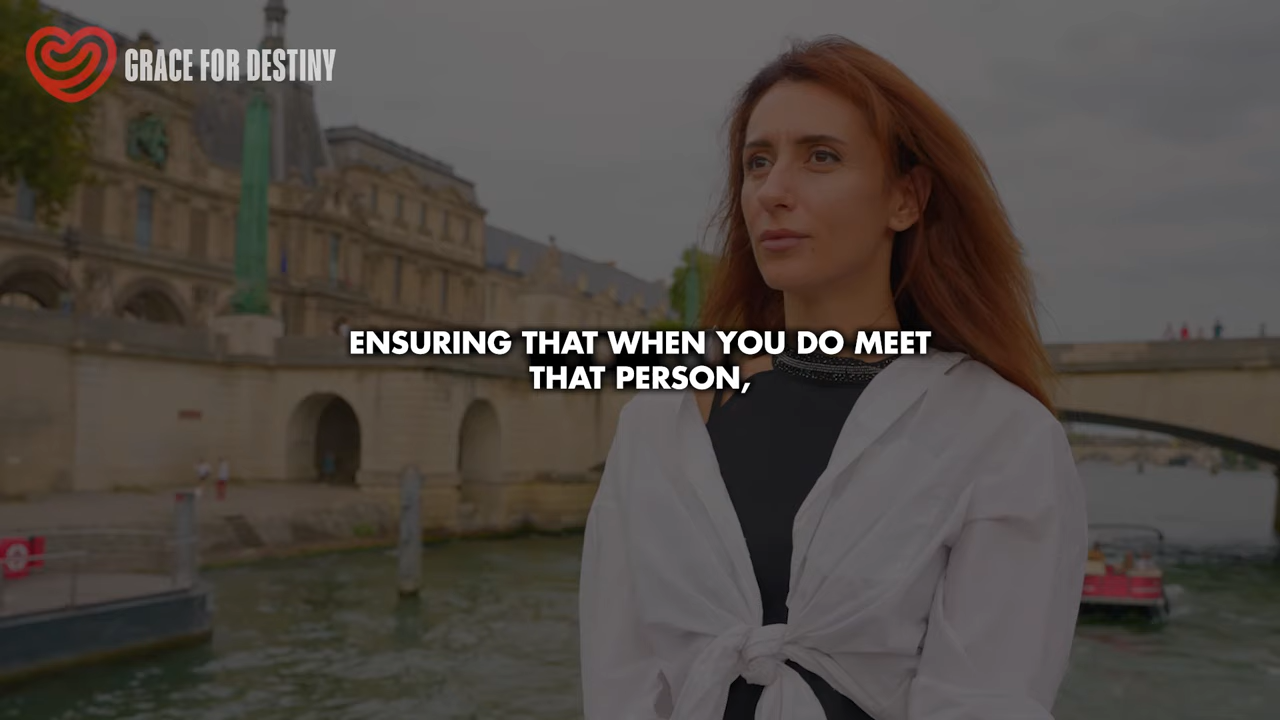 GRACE FOR DESTINY
ENSURING THAT WHEN YOU DO MEET
THAT PERSON,